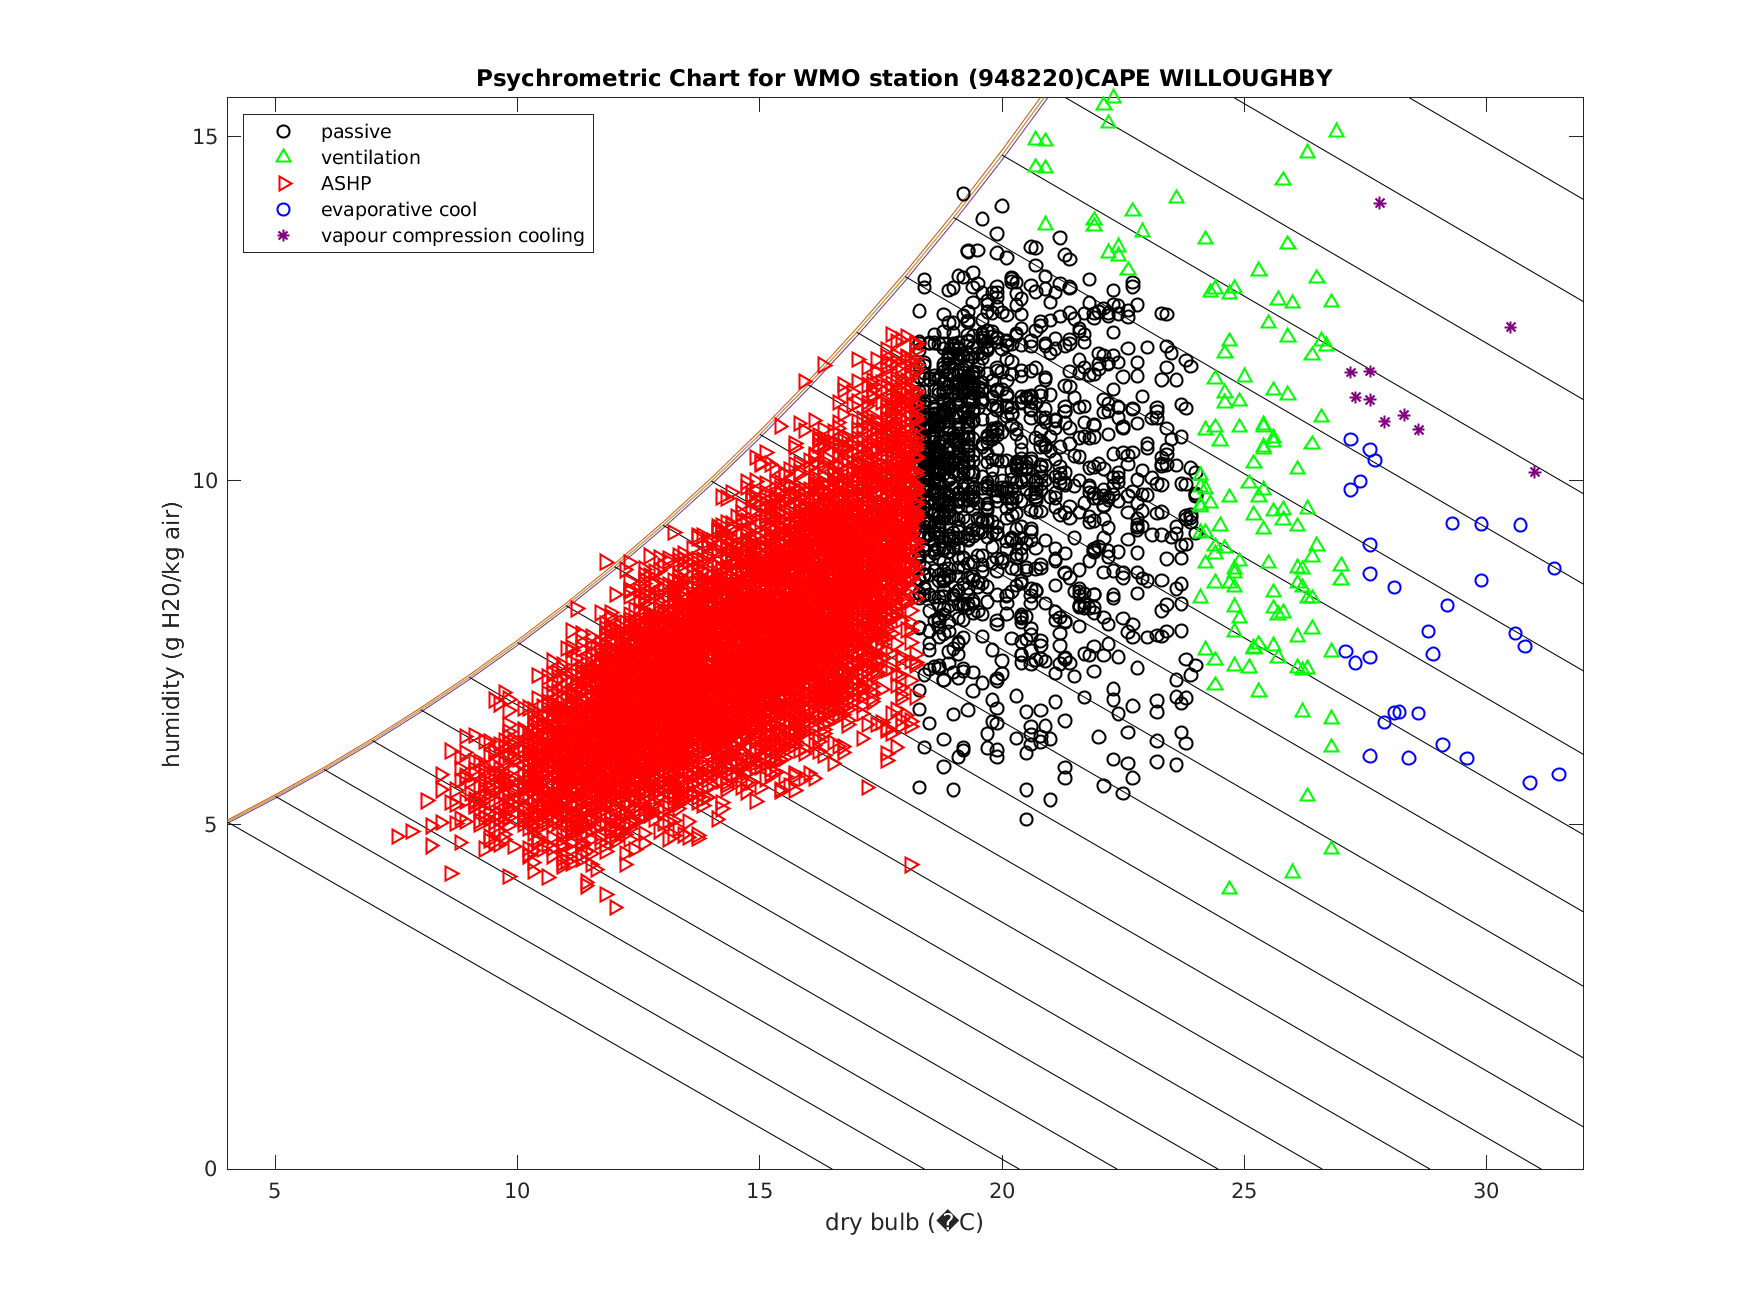 Psychrometric Chart for WMO station (948220)CAPE WILLOUGHBY
passive
ventilation
ASHP
evaporative cool
vapour compression cooling
humidity (g H20/kg air)
15
10
5
0
5 10 15 20 25 30
dry bulb (�C)